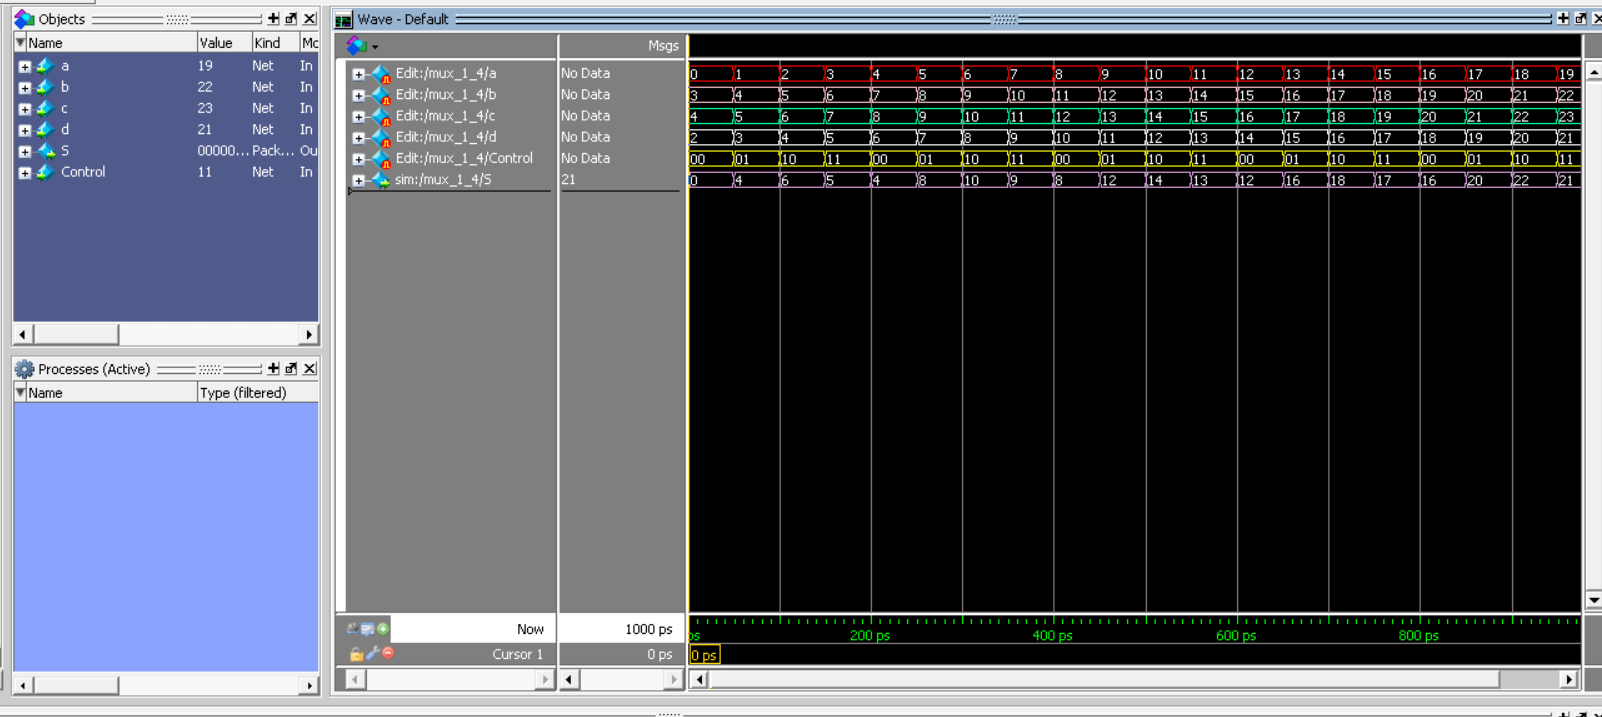 Objects
Name Value Kind Mc
a 19 Net In
b 22 Net In
c 23 Net In
d 21 Net In
S 00000... Pack... Ou
Control 11 Net In
Processes (Active)
Name Type (filtered)
Wave - Default
Msgs
Edit:/mux_1_4/a No Data 0 1 2 3 4 5 6 7 8 9 10 11 12 13 14 15 16 17 18 19
Edit:/mux_1_4/b No Data 3 4 5 6 7 8 9 10 11 12 13 14 15 16 17 18 19 20 21 22
Edit:/mux_1_4/c No Data 4 5 6 7 8 9 10 11 12 13 14 15 16 17 18 19 20 21 22 23
Edit:/mux_1_4/d No Data 2 3 4 5 6 7 8 9 10 11 12 13 14 15 16 17 18 19 20 21
Edit:/mux_1_4/Control No Data 00 01 10 11 00 01 10 11 00 01 10 11 00 01 10 11 00 01 10 11
sim:/mux_1_4/S 21 0 4 6 5 4 8 10 9 8 12 14 13 12 16 18 17 16 20 22 21
Now 1000 ps ps 200 ps 400 ps 600 ps 800 ps
Cursor 1 0 ps 0 ps